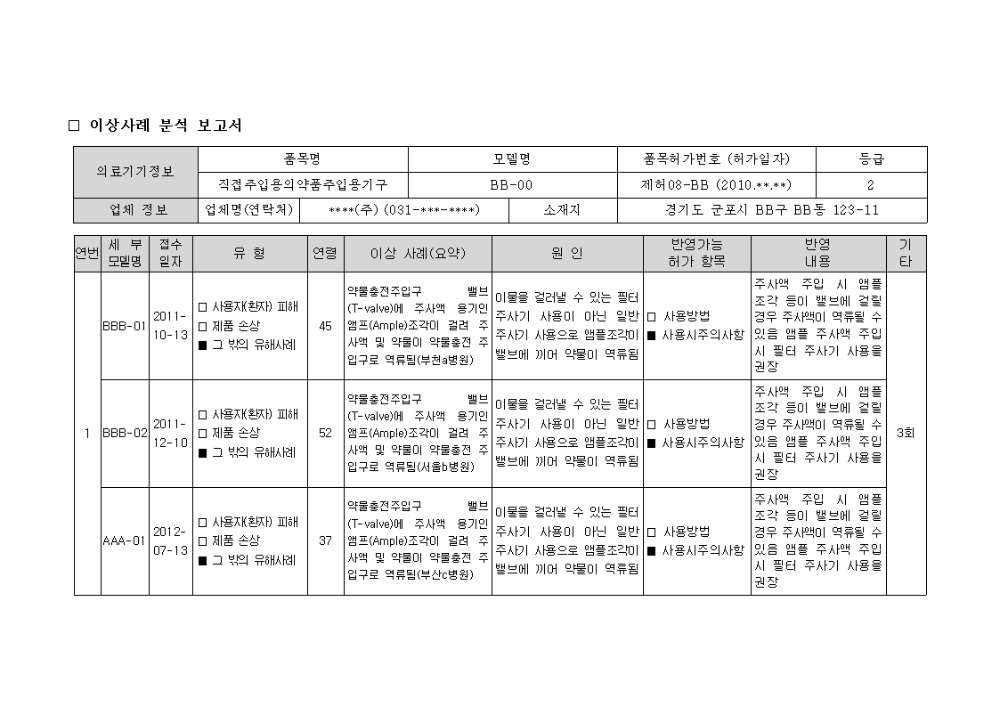 □ 이상사례 분석 보고서
의료기기정보
품목명
모델명
품목허가번호 (허가일자)
등급
직접주입용의약품주입용기구
BB-00
제허08-BB (2010.**.**)
2
업체 정보
업체명(연락처)
****(주) (031-***-****)
소재지
경기도 군포시 BB구 BB동 123-11
연번
세 부
모델명
접수
일자
유 형
연령
이상 사례(요약)
원 인
반영가능
허가 항목
반영
내용
기
타
1
BBB-01
2011-
10-13
□ 사용자(환자) 피해
□ 제품 손상
■ 그 밖의 유해사례
45
약물충전주입구 밸브
(T-valve)에 주사액 용기인
앰프(Ample)조각이 걸려 주
사액 및 약물이 약물충전 주
입구로 역류됨(부천a병원)
이물을 걸러낼 수 있는 필터
주사기 사용이 아닌 일반
주사기 사용으로 앰플조각이
밸브에 끼어 약물이 역류됨
□ 사용방법
■ 사용시주의사항
주사액 주입 시 앰플
조각 등이 밸브에 걸릴
경우 주사액이 역류될 수
있음 앰플 주사액 주입
시 필터 주사기 사용을
권장
3회
BBB-02
2011-
12-10
□ 사용자(환자) 피해
□ 제품 손상
■ 그 밖의 유해사례
52
약물충전주입구 밸브
(T-valve)에 주사액 용기인
앰프(Ample)조각이 걸려 주
사액 및 약물이 약물충전 주
입구로 역류됨(서울b병원)
이물을 걸러낼 수 있는 필터
주사기 사용이 아닌 일반
주사기 사용으로 앰플조각이
밸브에 끼어 약물이 역류됨
□ 사용방법
■ 사용시주의사항
주사액 주입 시 앰플
조각 등이 밸브에 걸릴
경우 주사액이 역류될 수
있음 앰플 주사액 주입
시 필터 주사기 사용을
권장
AAA-01
2012-
07-13
□ 사용자(환자) 피해
□ 제품 손상
■ 그 밖의 유해사례
37
약물충전주입구 밸브
(T-valve)에 주사액 용기인
앰프(Ample)조각이 걸려 주
사액 및 약물이 약물충전 주
입구로 역류됨(부산c병원)
이물을 걸러낼 수 있는 필터
주사기 사용이 아닌 일반
주사기 사용으로 앰플조각이
밸브에 끼어 약물이 역류됨
□ 사용방법
■ 사용시주의사항
주사액 주입 시 앰플
조각 등이 밸브에 걸릴
경우 주사액이 역류될 수
있음 앰플 주사액 주입
시 필터 주사기 사용을
권장